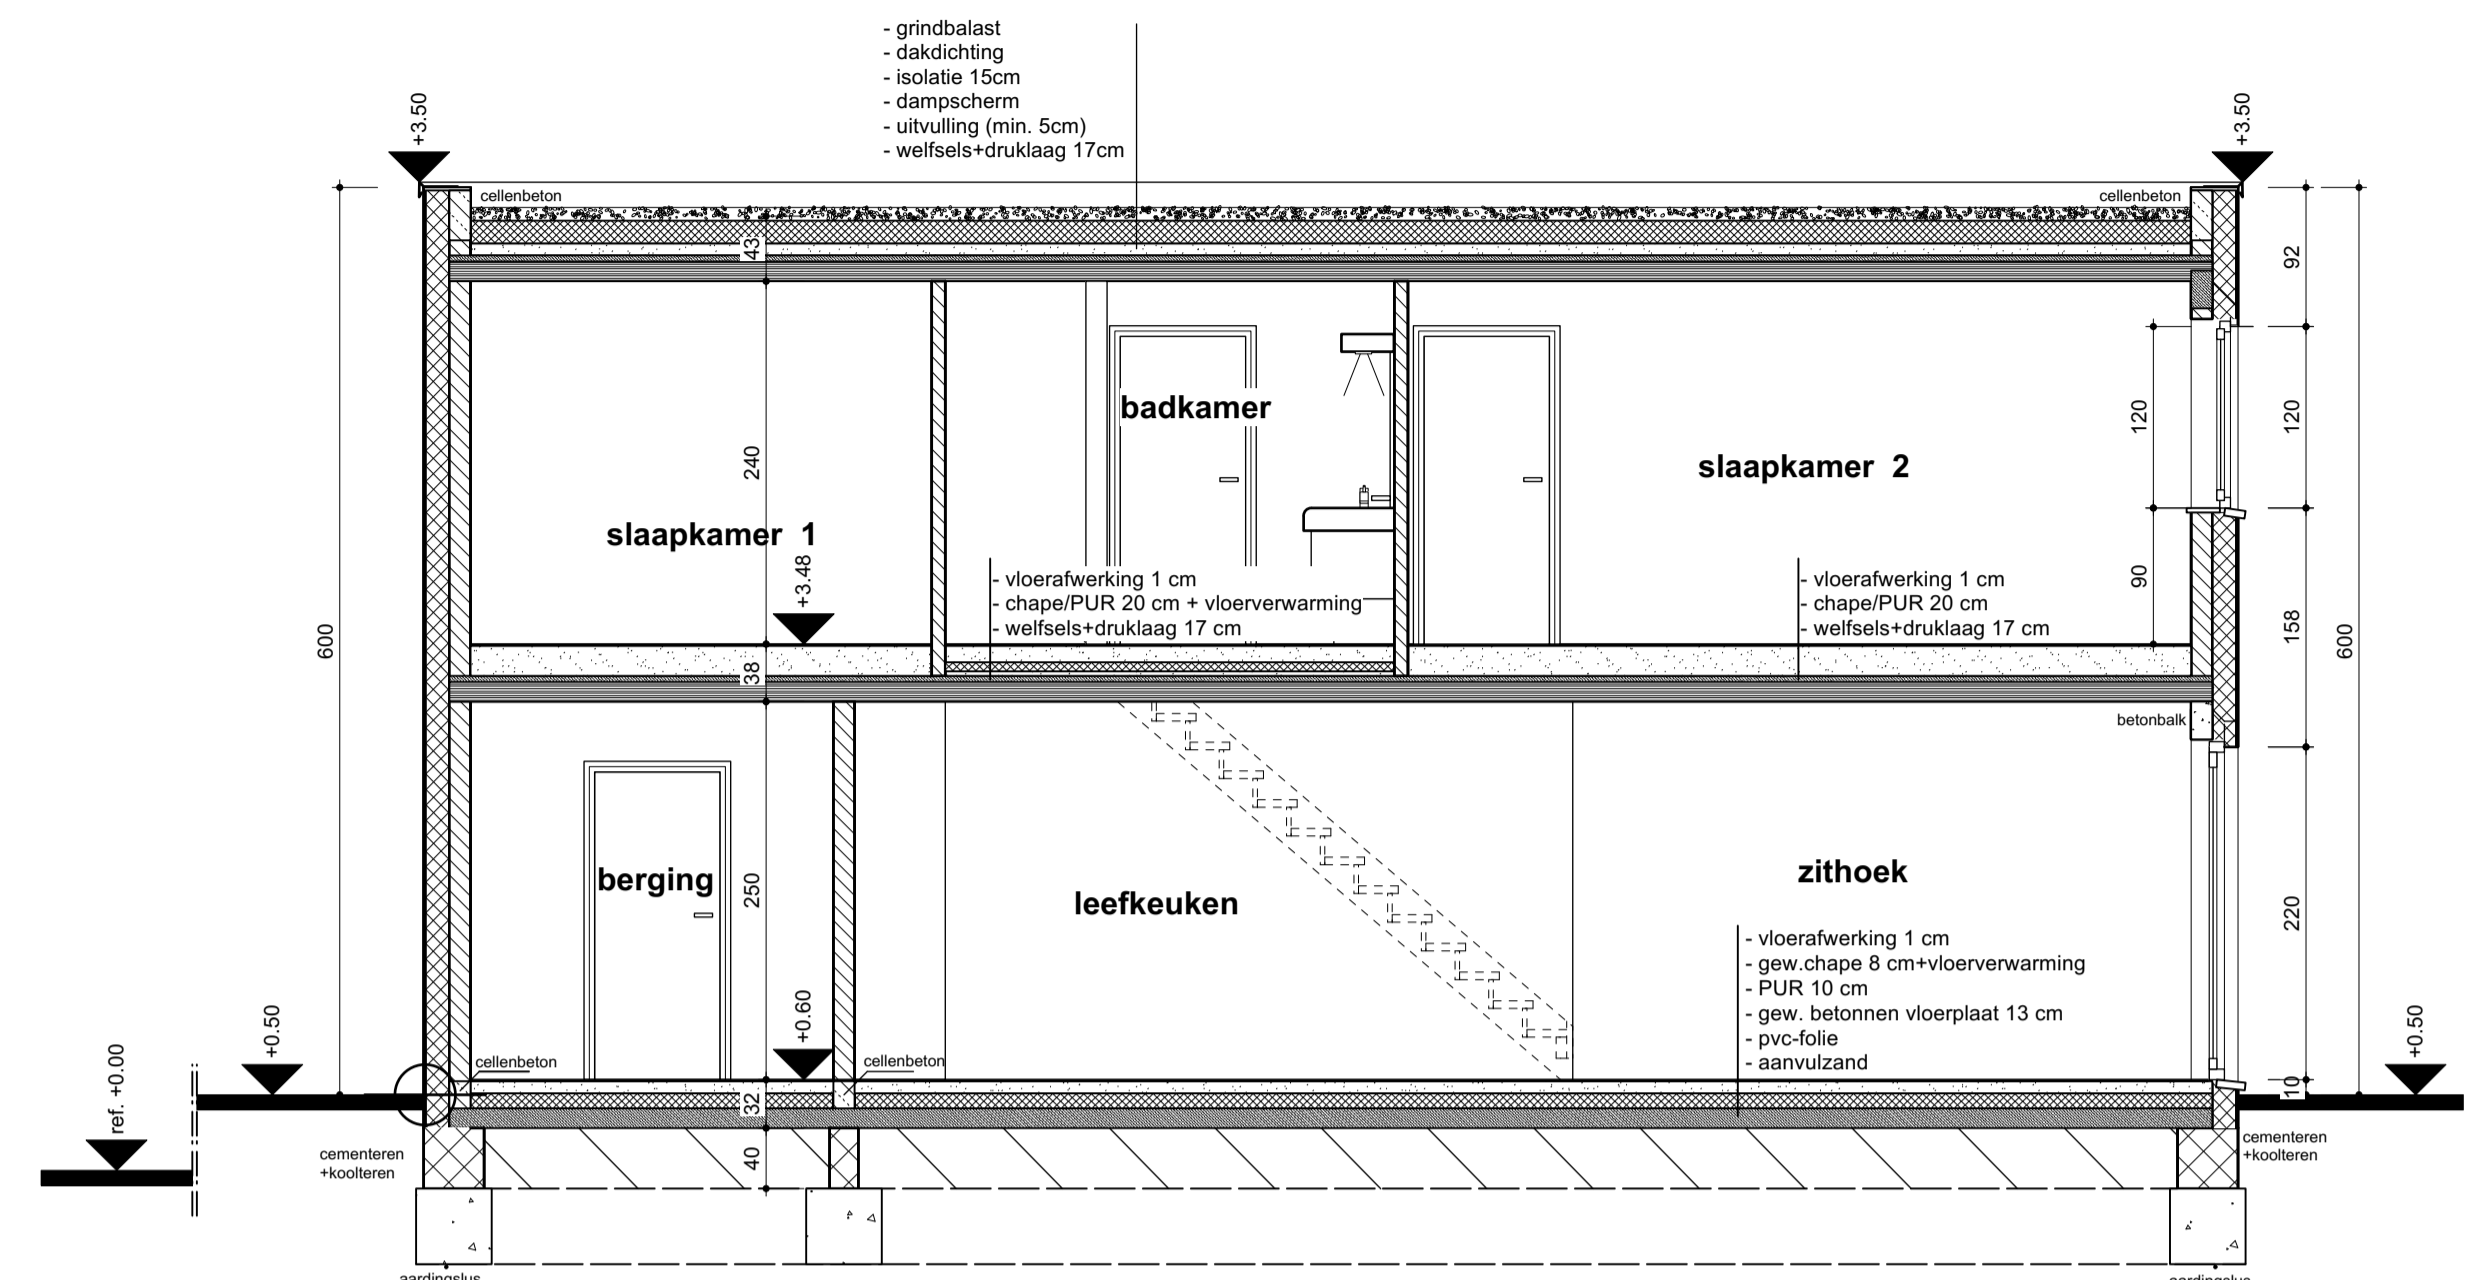 - grindbalast
- dakdichting
- isolatie 15cm
- dampscherm
- uitvulling (min. 5cm)
- welfsels+druklaag 17cm
+3.50
+3.50
cellenbeton
cellenbeton
43
92
badkamer
120
120
slaapkamer 2
240
slaapkamer 1
+3.48
- vloerafwerking 1 cm
- chape/PUR 20 cm + vloerverwarming
- welfsels+druklaag 17 cm
- vloerafwerking 1 cm
- chape/PUR 20 cm
- welfsels+druklaag 17 cm
90
158
600
600
38
betonbalk
berging
250
leefkeuken
zithoek
220
- vloerafwerking 1 cm
- gew.chape 8 cm+vloerverwarming
- PUR 10 cm
- gew. betonnen vloerplaat 13 cm
- pvc-folie
- aanvulzand
+0.50
+0.60
+0.50
ref. +0.00
cellenbeton
cellenbeton
32
10
40
cementeren
+koolteren
cementeren
+koolteren
aardingslus
aardingslus